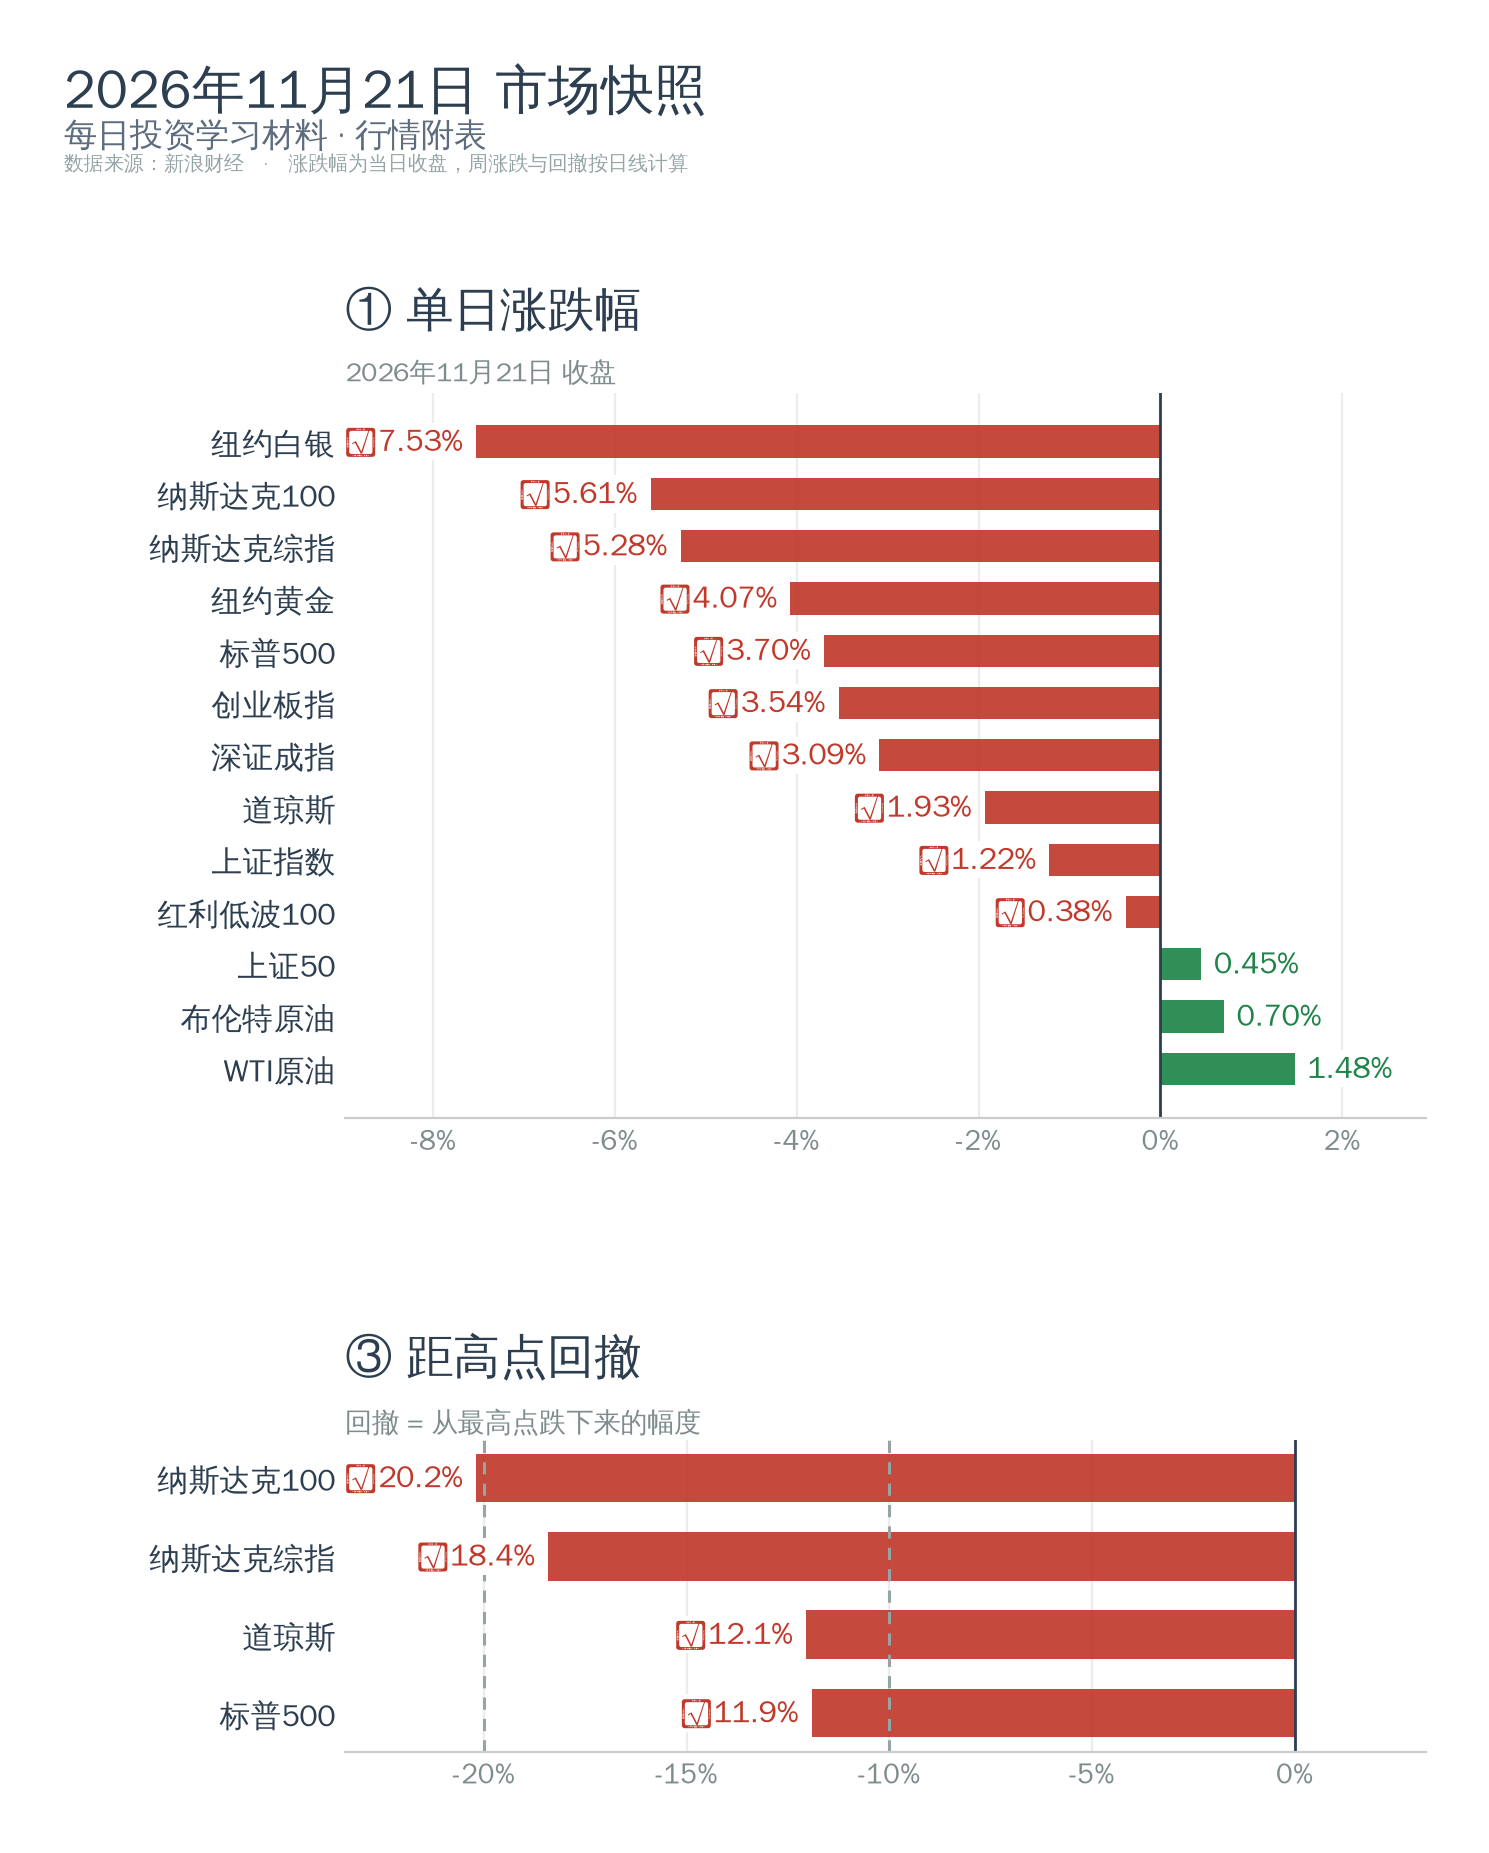 2026年11月21日 市场快照
每日投资学习材料 · 行情附表
数据来源：新浪财经 · 涨跌幅为当日收盘，周涨跌与回撤按日线计算
① 单日涨跌幅
2026年11月21日 收盘
纽约白银 ☑7.53%
纳斯达克100 ☑5.61%
纳斯达克综指 ☑5.28%
纽约黄金 ☑4.07%
标普500 ☑3.70%
创业板指 ☑3.54%
深证成指 ☑3.09%
道琼斯 ☑1.93%
上证指数 ☑1.22%
红利低波100 ☑0.38%
上证50 0.45%
布伦特原油 0.70%
WTI原油 1.48%
-8% -6% -4% -2% 0% 2%
③ 距高点回撤
回撤 = 从最高点跌下来的幅度
纳斯达克100 ☑20.2%
纳斯达克综指 ☑18.4%
道琼斯 ☑12.1%
标普500 ☑11.9%
-20% -15% -10% -5% 0%